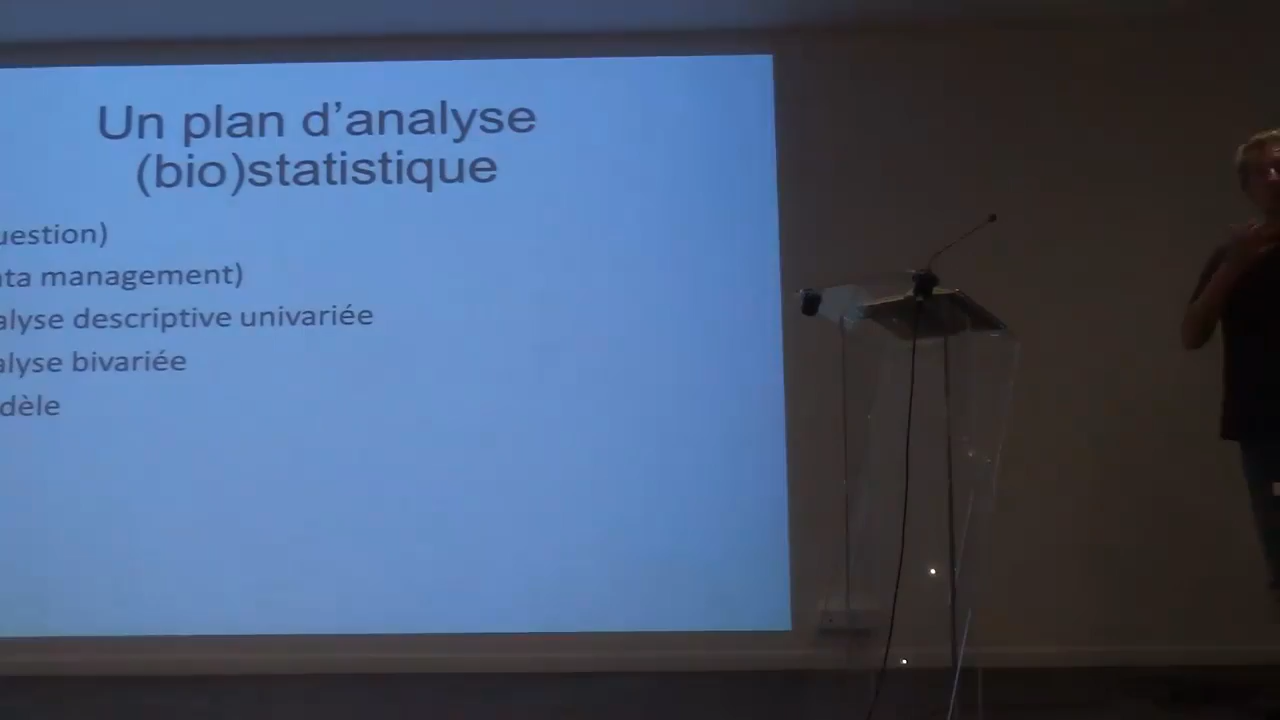 Un plan d'analyse
(bio)statistique
uestion)
ta management)
alyse descriptive univariée
alyse bivariée
dèle